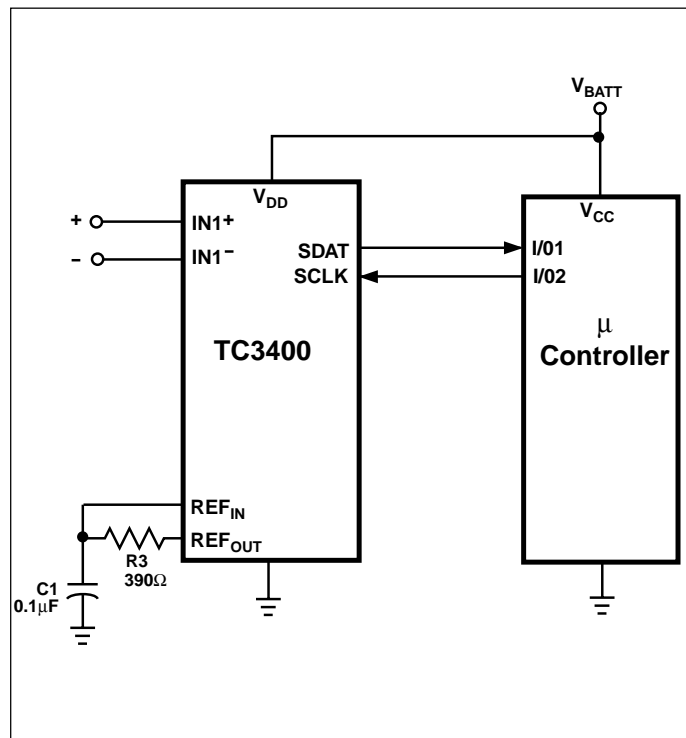 V_BATT
V_DD
V_CC
+ IN1+
− IN1−
SDAT I/01
SCLK I/02
TC3400
µ
Controller
REF_IN
REF_OUT
R3
390Ω
C1
0.1µF